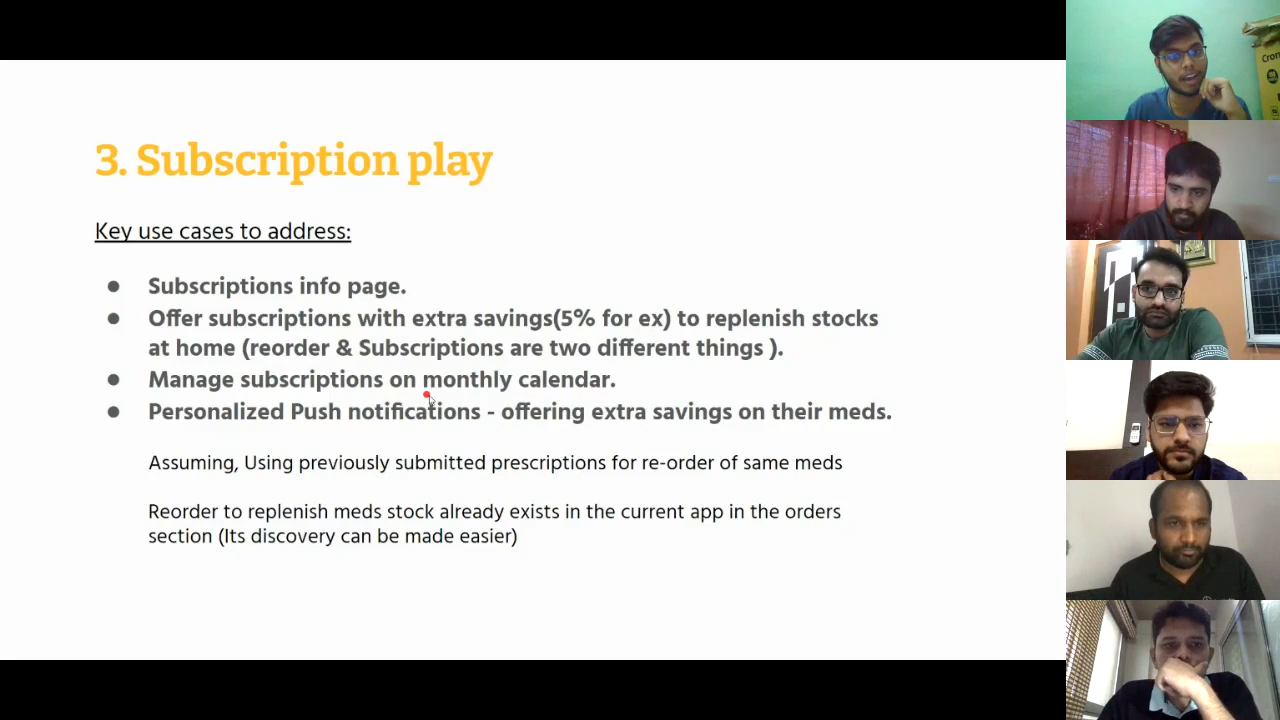 3. Subscription play
Key use cases to address:
● Subscriptions info page.
● Offer subscriptions with extra savings(5% for ex) to replenish stocks
at home (reorder & Subscriptions are two different things ).
● Manage subscriptions on monthly calendar.
● Personalized Push notifications - offering extra savings on their meds.
Assuming, Using previously submitted prescriptions for re-order of same meds
Reorder to replenish meds stock already exists in the current app in the orders
section (Its discovery can be made easier)
Cron